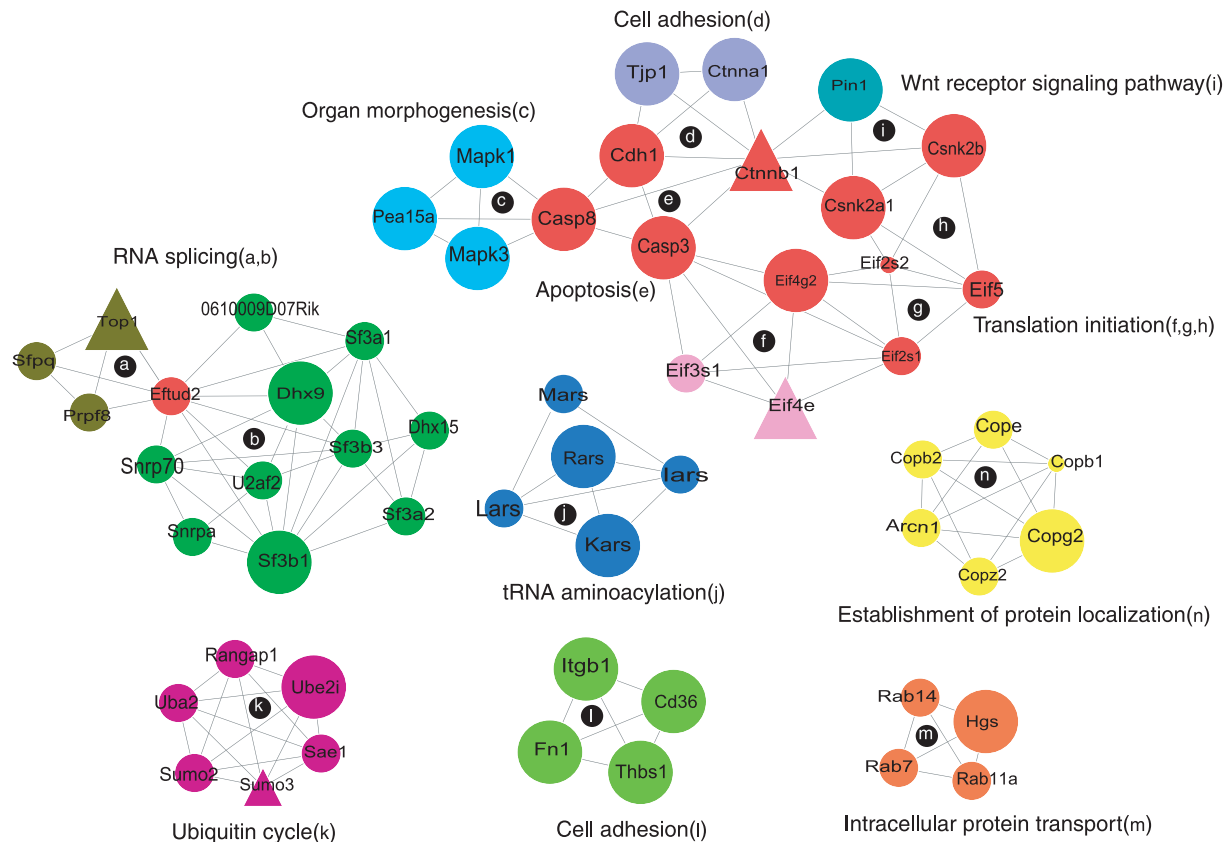 Cell adhesion(d)
Tjp1
Ctnna1
Pin1
Wnt receptor signaling pathway(i)
Organ morphogenesis(c)
i
Mapk1
Cdh1
d
Csnk2b
Ctnnb1
c
e
Pea15a
Casp8
Csnk2a1
h
Mapk3
Casp3
RNA splicing(a,b)
Eif2s2
Apoptosis(e)
Eif4g2
Eif5
0610009D07Rik
g
Top1
Sf3a1
Translation initiation(f,g,h)
f
Sfpq
a
Eif3s1
Eif2s1
Eftud2
Dhx9
Mars
Eif4e
Prpf8
Dhx15
Cope
b
Sf3b3
Rars
Copb2
Copb1
Snrp70
Iars
n
U2af2
Lars
j
Sf3a2
Arcn1
Snrpa
Kars
Copg2
Sf3b1
Copz2
tRNA aminoacylation(j)
Establishment of protein localization(n)
Rangap1
Itgb1
Ube2i
Rab14
Uba2
k
Cd36
Hgs
l
m
Sae1
Fn1
Rab7
Sumo2
Thbs1
Rab11a
Sumo3
Ubiquitin cycle(k)
Cell adhesion(l)
Intracellular protein transport(m)